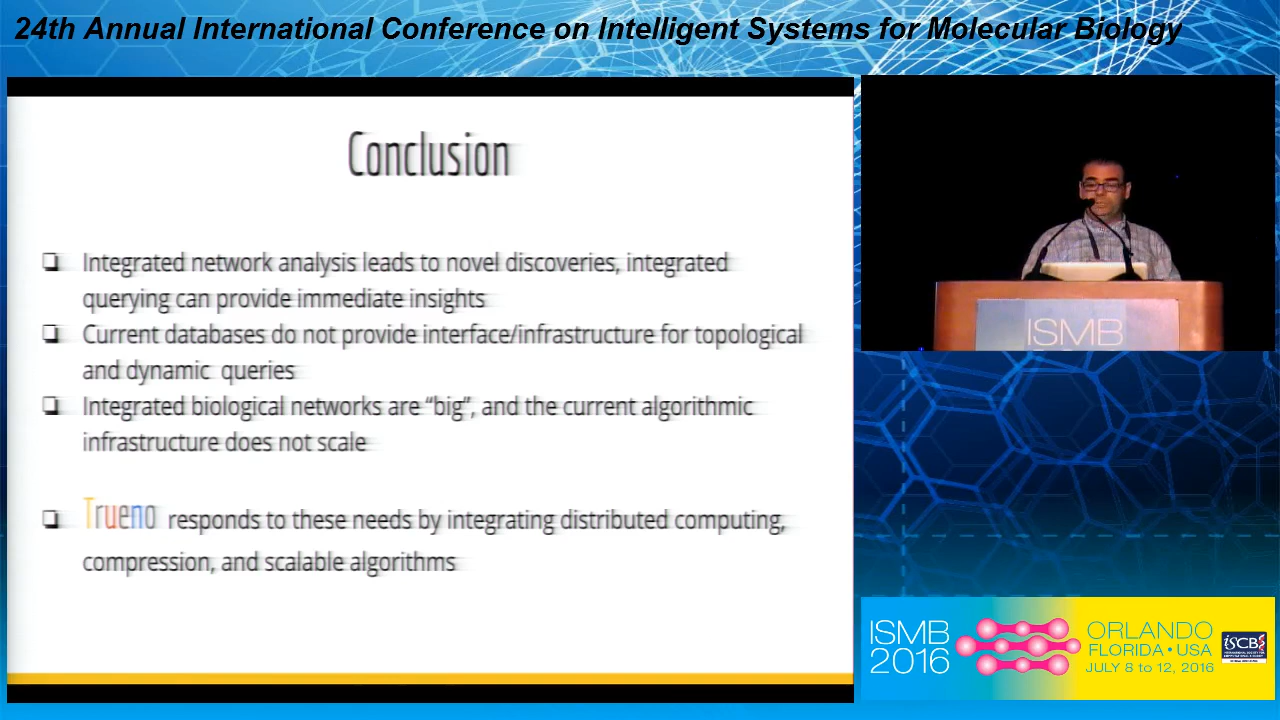 24th Annual International Conference on Intelligent Systems for Molecular Biology
Conclusion
❏ Integrated network analysis leads to novel discoveries, integrated
querying can provide immediate insights
❏ Current databases do not provide interface/infrastructure for topological
and dynamic queries
❏ Integrated biological networks are “big”, and the current algorithmic
infrastructure does not scale
❏ Trueno responds to these needs by integrating distributed computing,
compression, and scalable algorithms
ISMB
ISMB
2016
ORLANDO
FLORIDA • USA
JULY 8 to 12, 2016
ISCB